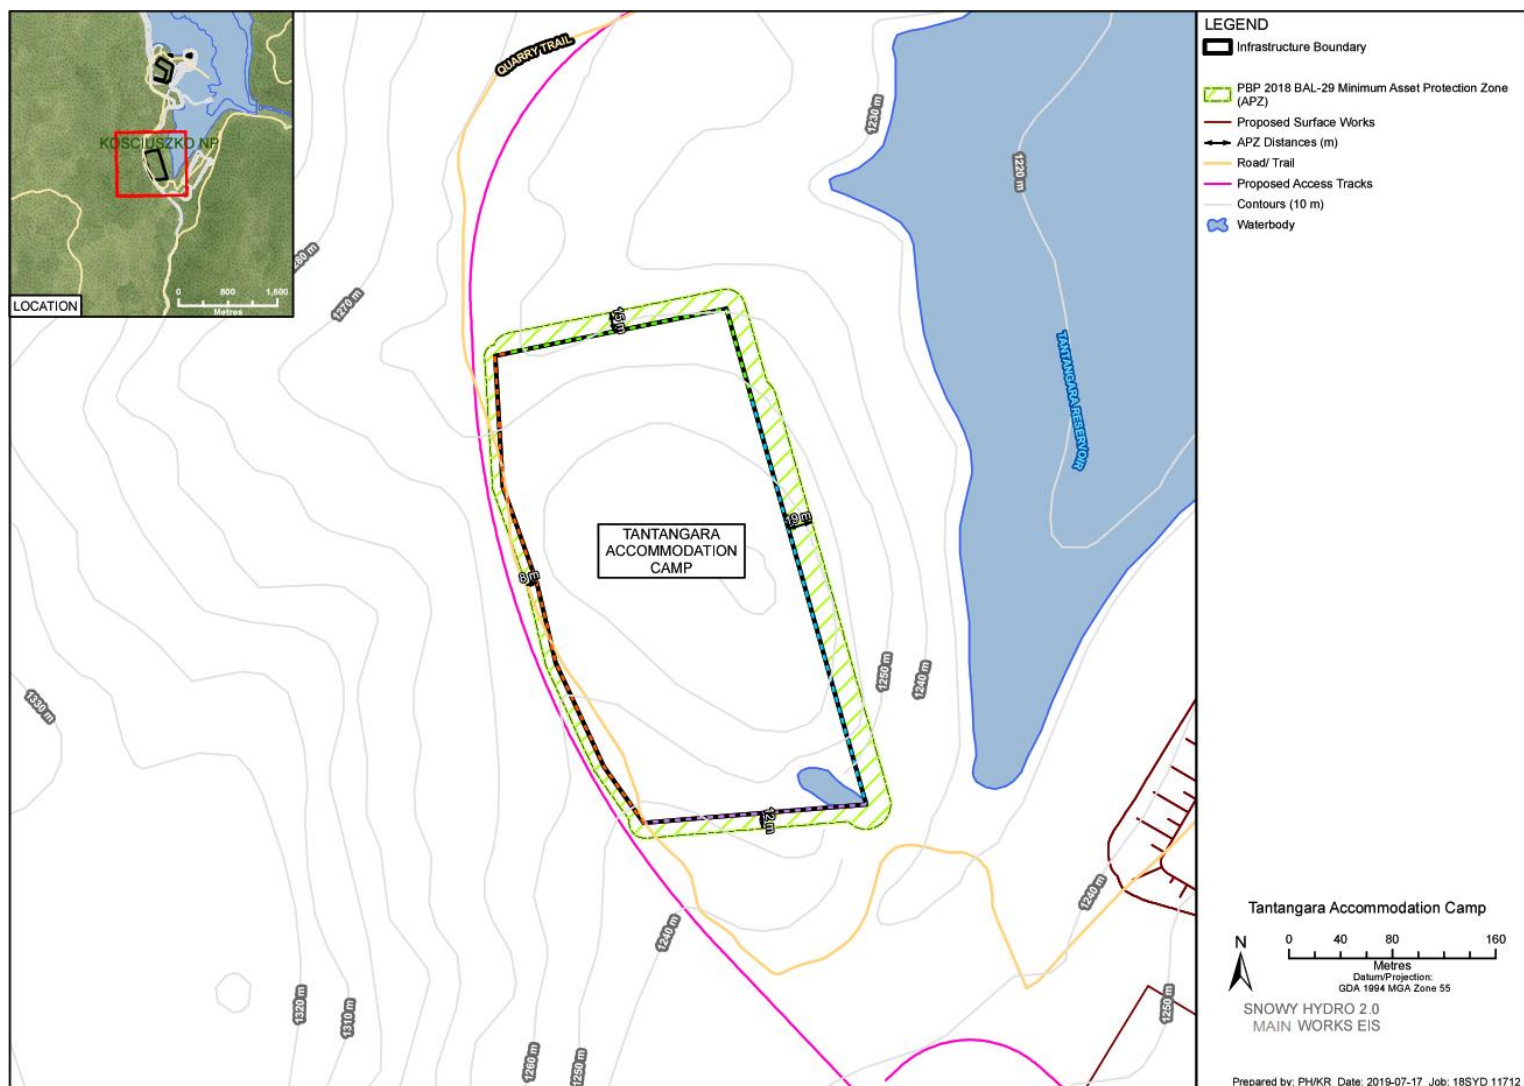 QUARRY TRAIL
KOSCIUSZKO NP
LOCATION
0 800 1,600
Metres
1230 m
1220 m
1280 m
1270 m
15 m
TANTANGARA RESERVOIR
19 m
TANTANGARA
ACCOMMODATION
CAMP
8 m
1250 m
1240 m
1330 m
12 m
1240 m
1240 m
1320 m
1310 m
1260 m
1250 m
1250 m
LEGEND
Infrastructure Boundary
PBP 2018 BAL-29 Minimum Asset Protection Zone
(APZ)
Proposed Surface Works
APZ Distances (m)
Road/ Trail
Proposed Access Tracks
Contours (10 m)
Waterbody
Tantangara Accommodation Camp
N
0 40 80 160
Metres
Datum/Projection:
GDA 1994 MGA Zone 55
SNOWY HYDRO 2.0
MAIN WORKS EIS
Prepared by: PH/KR Date: 2019-07-17 Job: 18SYD 11712